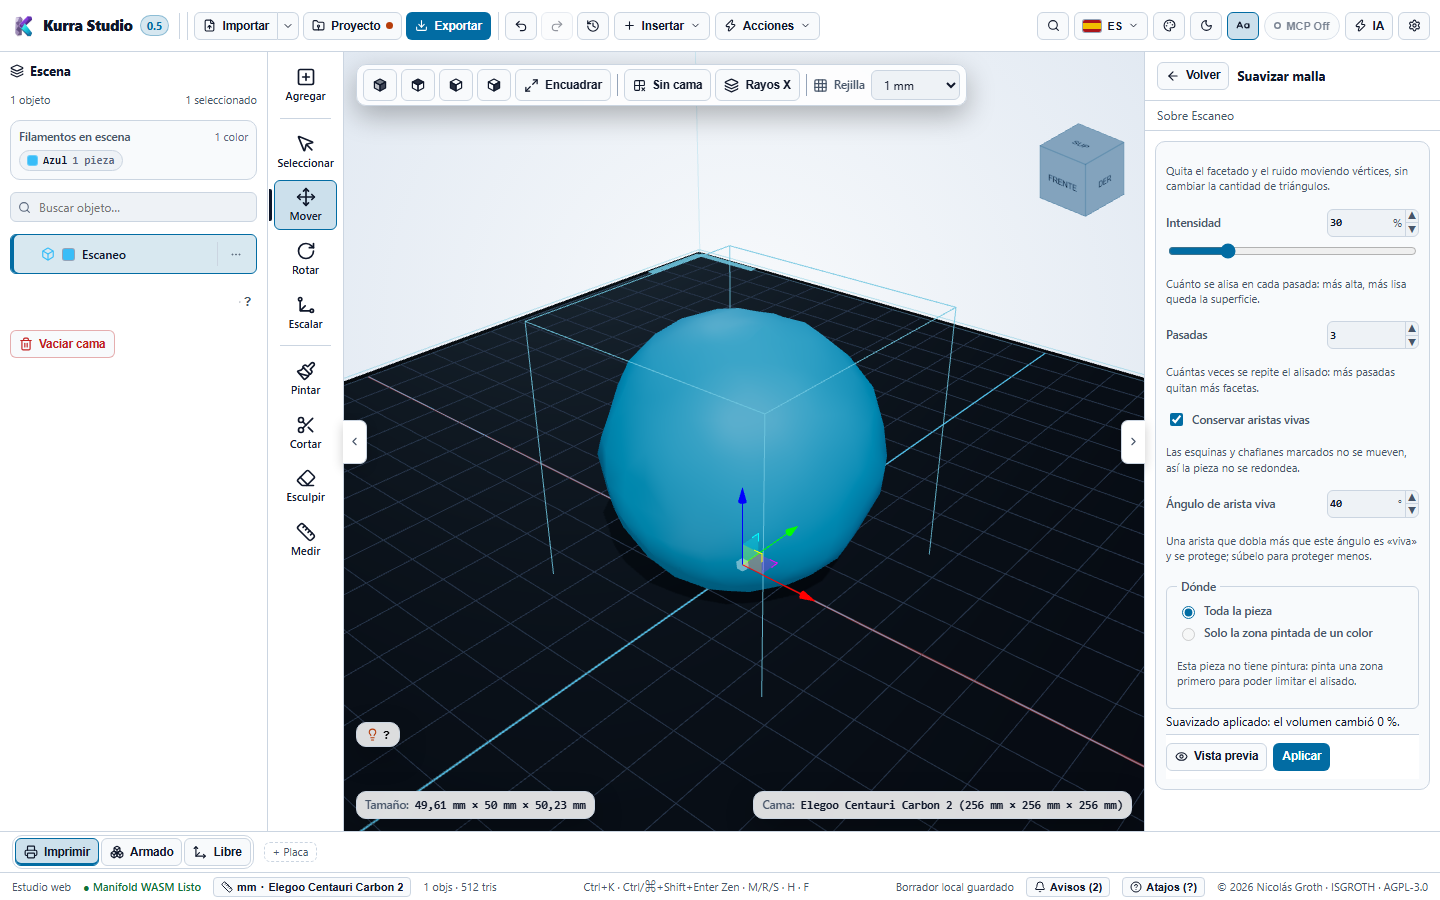 Kurra Studio 0.5
Importar
Proyecto
Exportar
Insertar
Acciones
ES
Aa
MCP Off
IA
Escena
1 objeto
1 seleccionado
Filamentos en escena
1 color
Azul 1 pieza
Buscar objeto...
Escaneo
?
Vaciar cama
Agregar
Seleccionar
Mover
Rotar
Escalar
Pintar
Cortar
Esculpir
Medir
Encuadrar
Sin cama
Rayos X
Rejilla
1 mm
SUP
FRENTE
DER
?
Tamaño: 49,61 mm × 50 mm × 50,23 mm
Cama: Elegoo Centauri Carbon 2 (256 mm × 256 mm × 256 mm)
Volver
Suavizar malla
Sobre Escaneo
Quita el facetado y el ruido moviendo vértices, sin
cambiar la cantidad de triángulos.
Intensidad
30 %
Cuánto se alisa en cada pasada: más alta, más lisa
queda la superficie.
Pasadas
3
Cuántas veces se repite el alisado: más pasadas
quitan más facetas.
Conservar aristas vivas
Las esquinas y chaflanes marcados no se mueven,
así la pieza no se redondea.
Ángulo de arista viva
40 °
Una arista que dobla más que este ángulo es «viva»
y se protege; súbelo para proteger menos.
Dónde
Toda la pieza
Solo la zona pintada de un color
Esta pieza no tiene pintura: pinta una zona
primero para poder limitar el alisado.
Suavizado aplicado: el volumen cambió 0 %.
Vista previa
Aplicar
Imprimir
Armado
Libre
+ Placa
Estudio web
Manifold WASM Listo
mm · Elegoo Centauri Carbon 2
1 objs · 512 tris
Ctrl+K · Ctrl/⌘+Shift+Enter Zen · M/R/S · H · F
Borrador local guardado
Avisos (2)
Atajos (?)
© 2026 Nicolás Groth · ISGROTH · AGPL-3.0